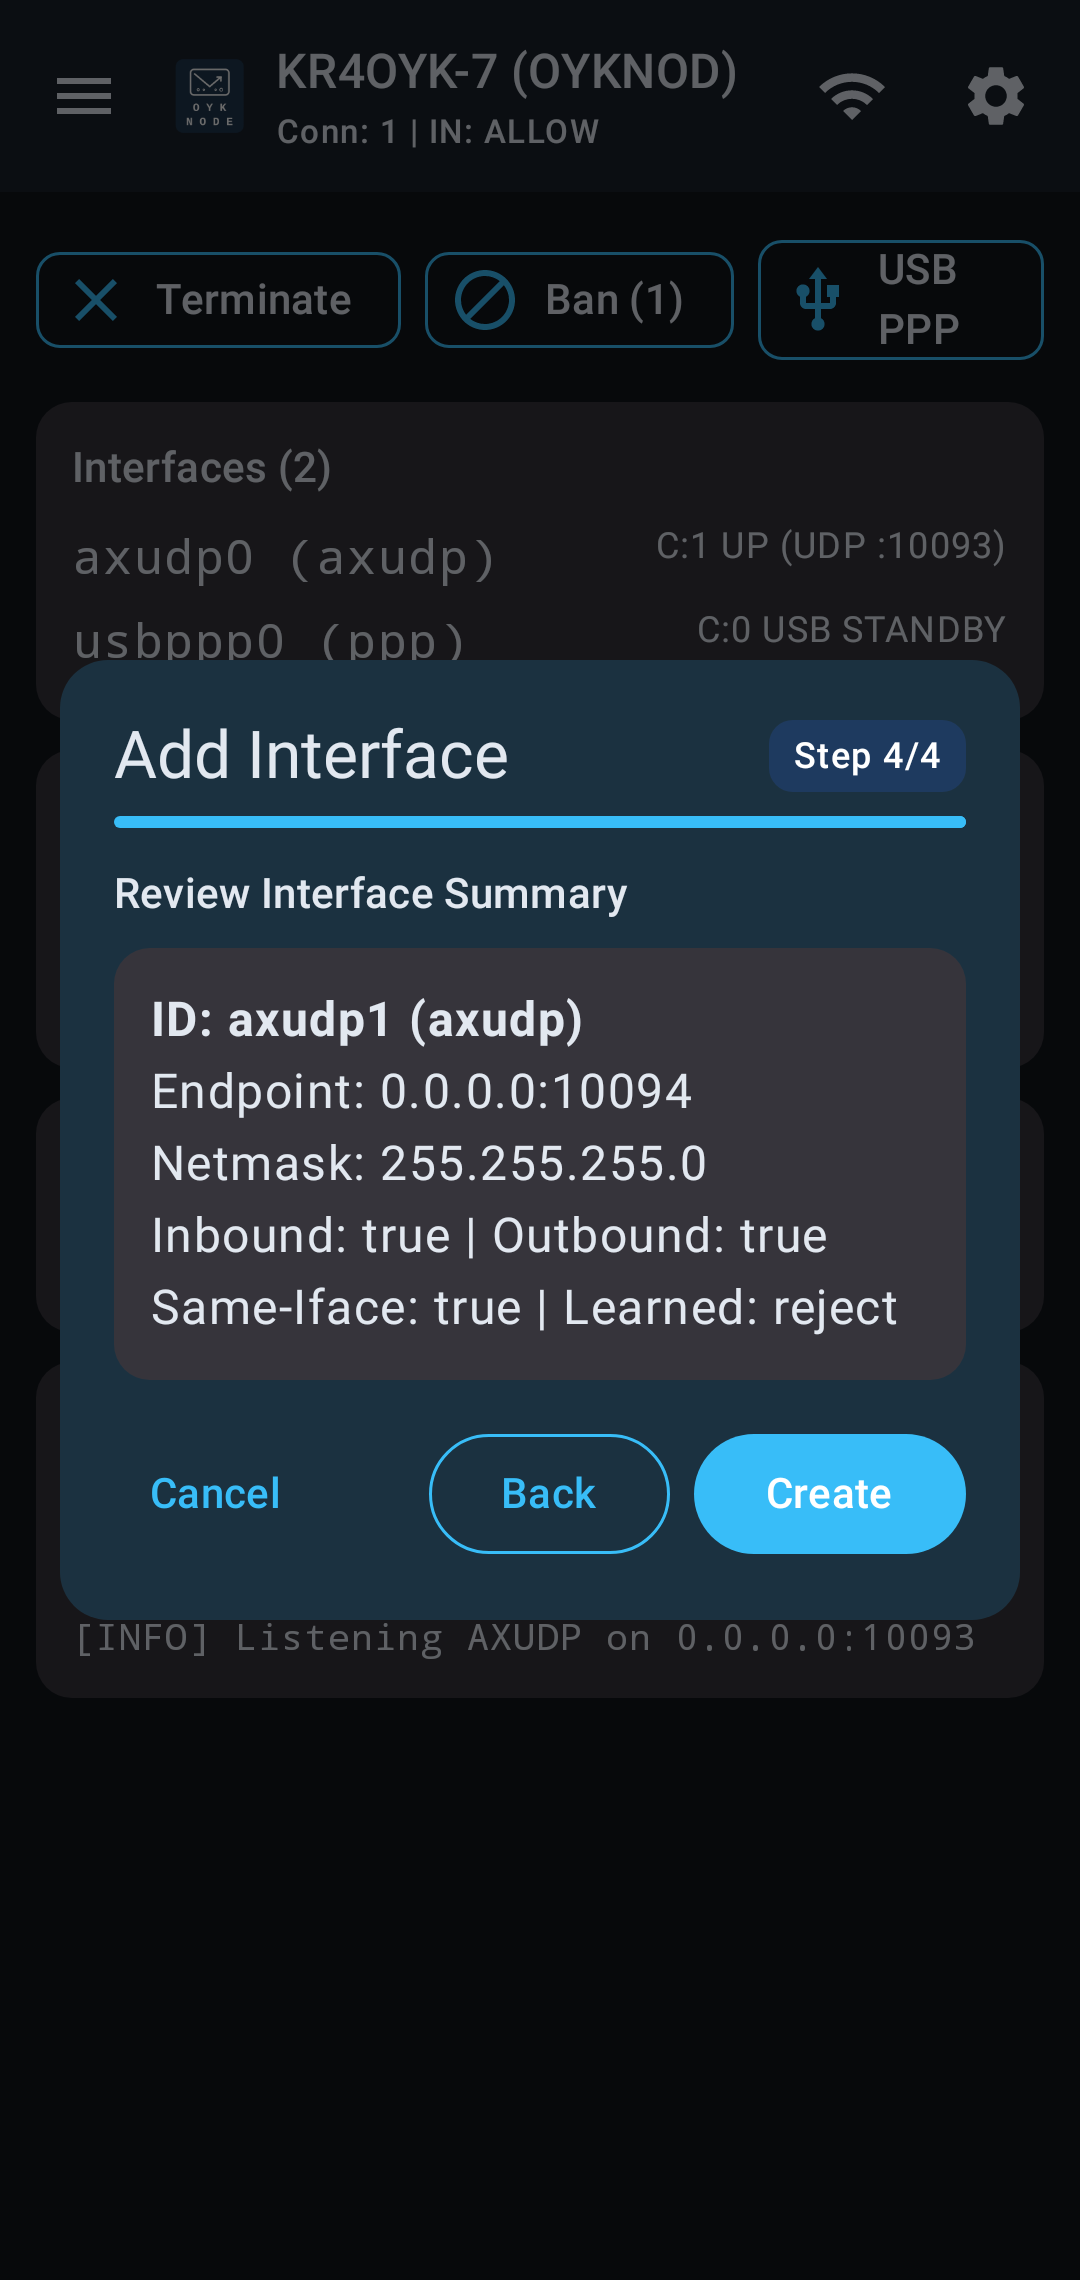 KR4OYK-7 (OYKNOD)
Conn: 1 | IN: ALLOW
OYK
NODE
Terminate
Ban (1)
USB
PPP
Interfaces (2)
axudp0 (axudp)
C:1 UP (UDP :10093)
usbppp0 (ppp)
C:0 USB STANDBY
Add Interface
Step 4/4
Review Interface Summary
ID: axudp1 (axudp)
Endpoint: 0.0.0.0:10094
Netmask: 255.255.255.0
Inbound: true | Outbound: true
Same-Iface: true | Learned: reject
Cancel
Back
Create
[INFO] Listening AXUDP on 0.0.0.0:10093